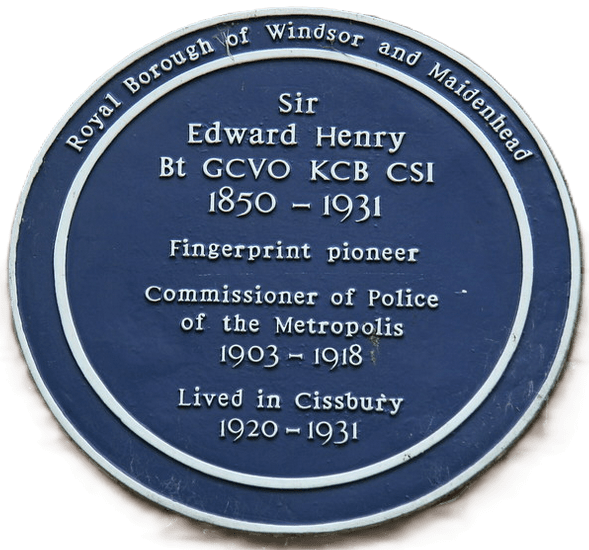 Royal Borough of Windsor and Maidenhead
Sir
Edward Henry
Bt GCVO KCB CSI
1850 – 1931
Fingerprint pioneer
Commissioner of Police
of the Metropolis
1903 – 1918
Lived in Cissbury
1920 – 1931